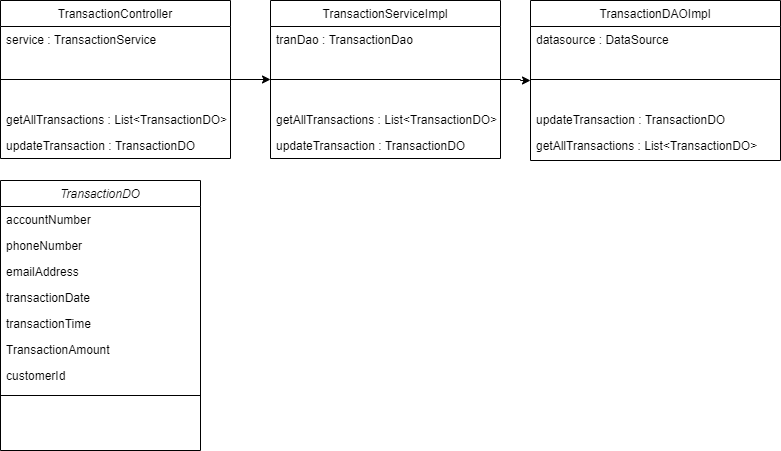 TransactionController
service : TransactionService
getAllTransactions : List<TransactionDO>
updateTransaction : TransactionDO
TransactionServiceImpl
tranDao : TransactionDao
getAllTransactions : List<TransactionDO>
updateTransaction : TransactionDO
TransactionDAOImpl
datasource : DataSource
updateTransaction : TransactionDO
getAllTransactions : List<TransactionDO>
TransactionDO
accountNumber
phoneNumber
emailAddress
transactionDate
transactionTime
TransactionAmount
customerId